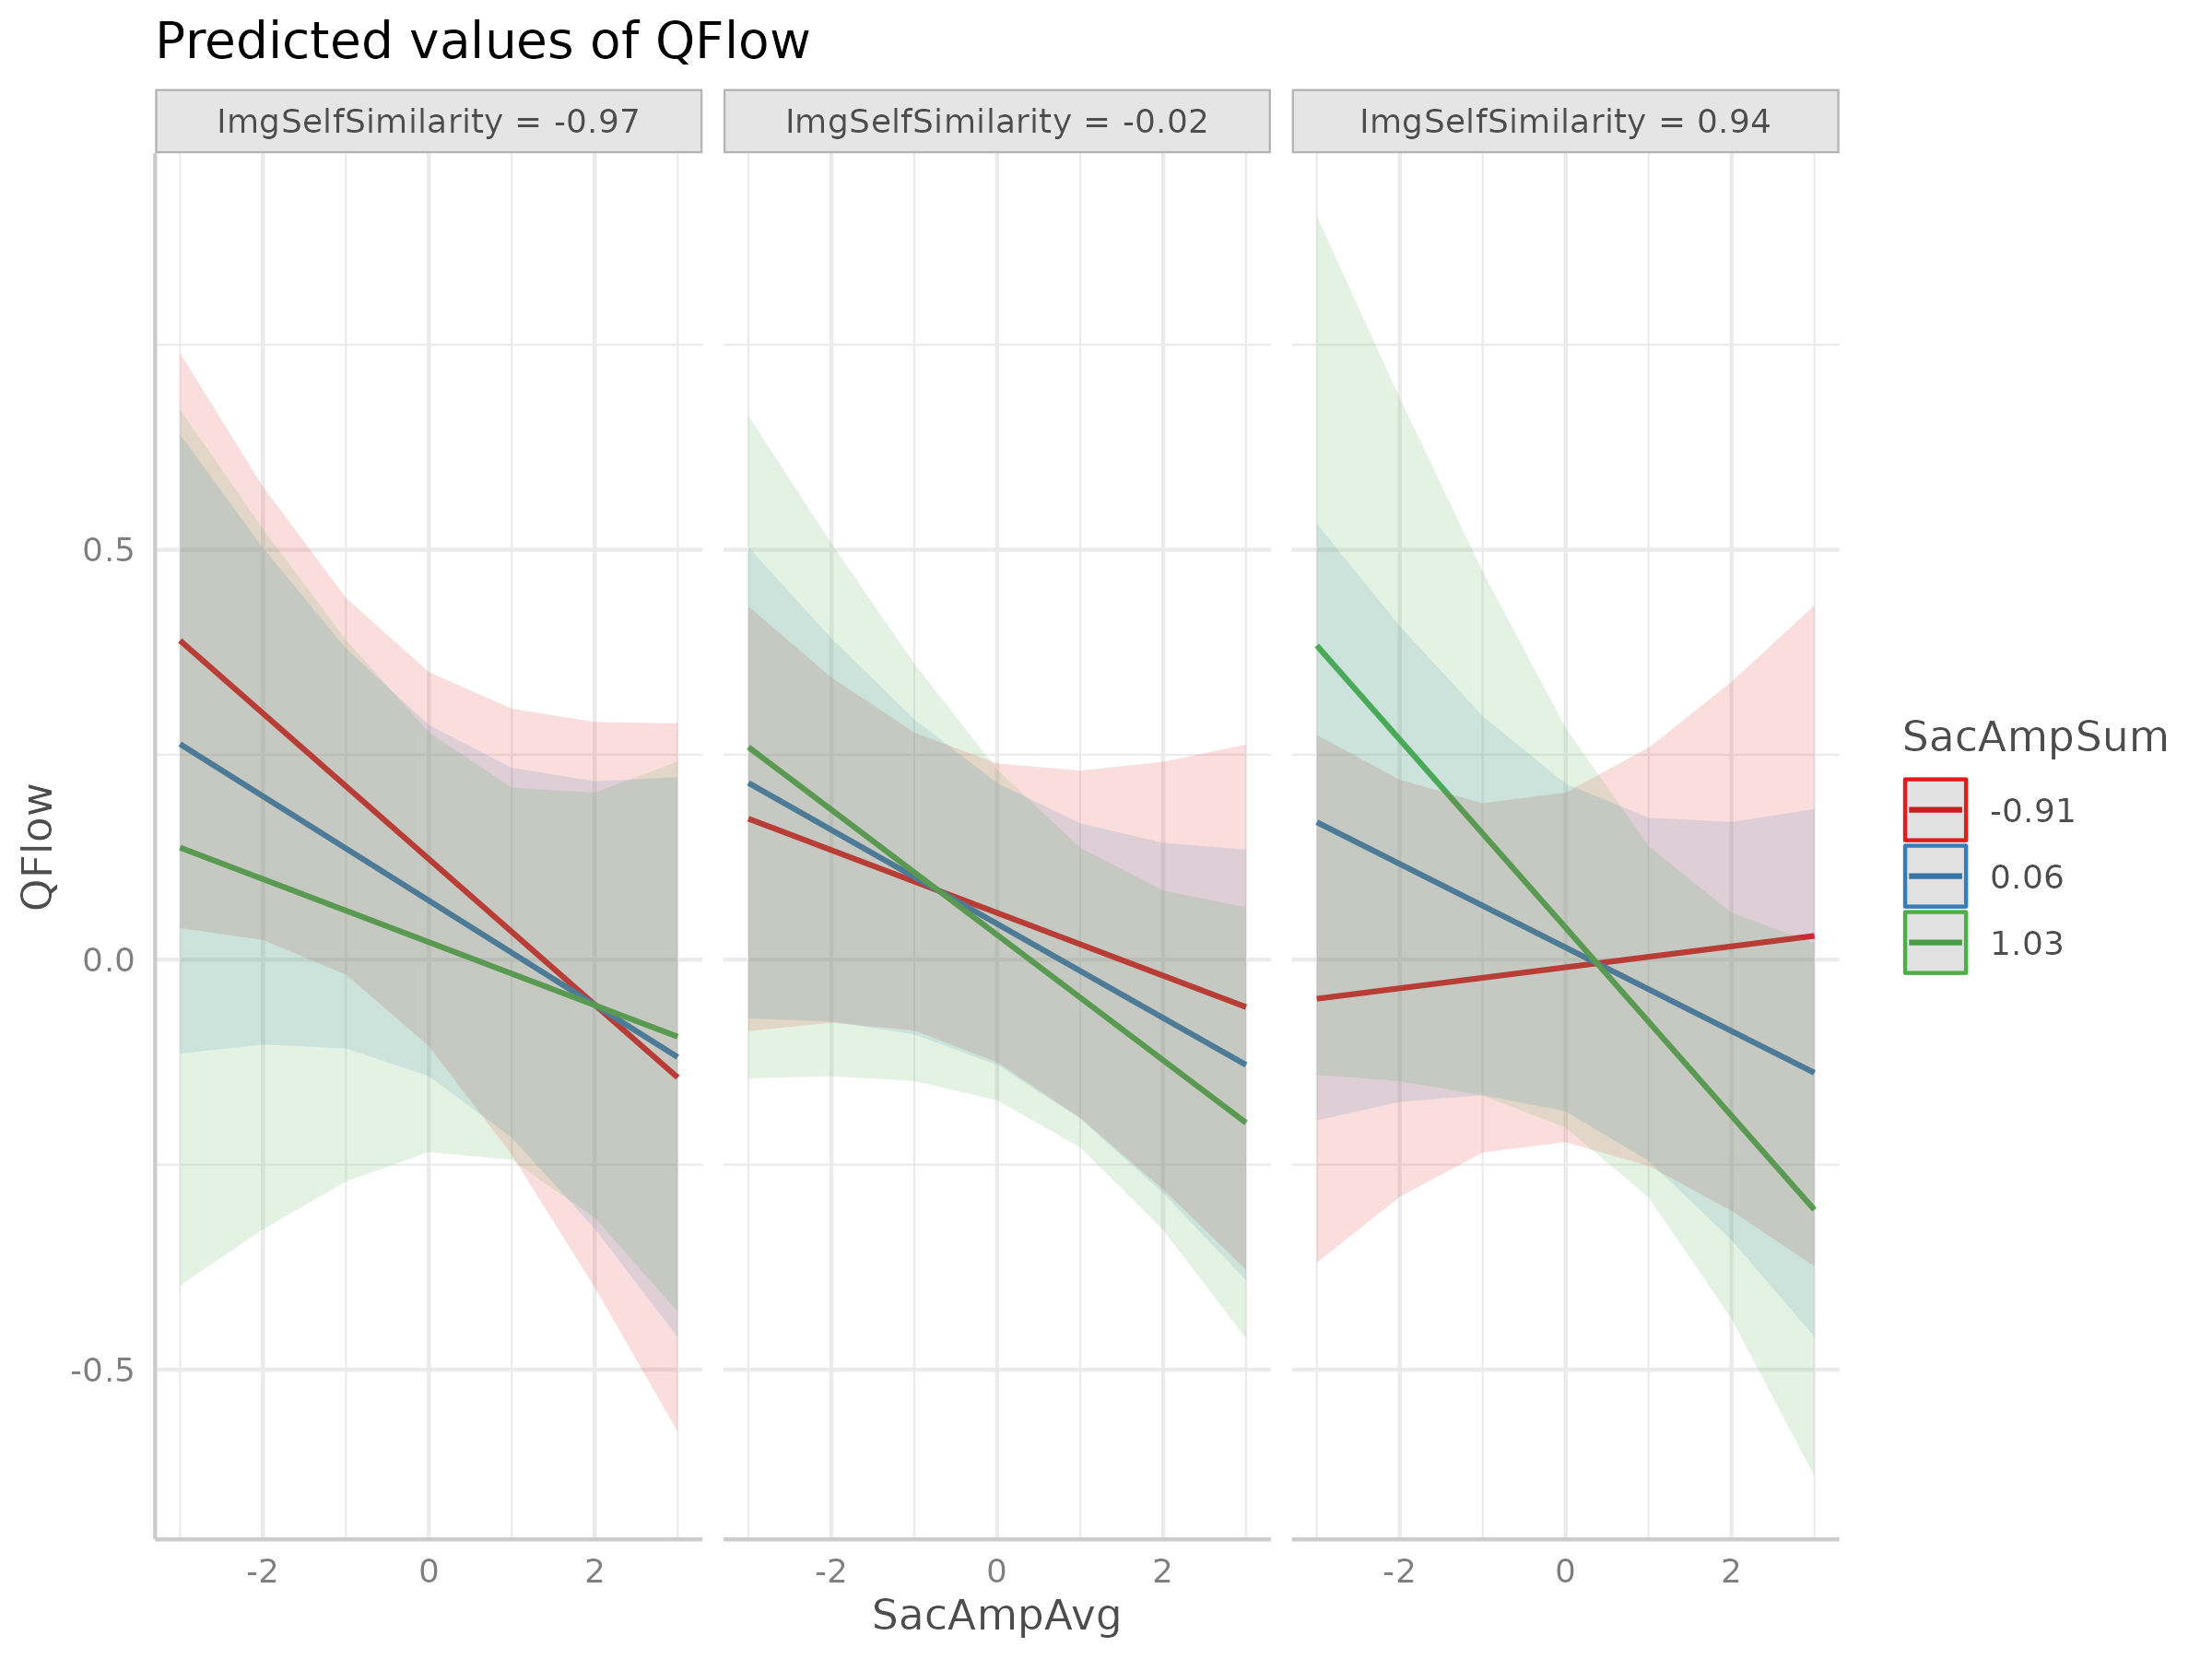 Predicted values of QFlow
ImgSelfSimilarity = -0.97
ImgSelfSimilarity = -0.02
ImgSelfSimilarity = 0.94
QFlow
0.5
0.0
-0.5
-2 0 2
-2 0 2
-2 0 2
SacAmpAvg
SacAmpSum
-0.91
0.06
1.03